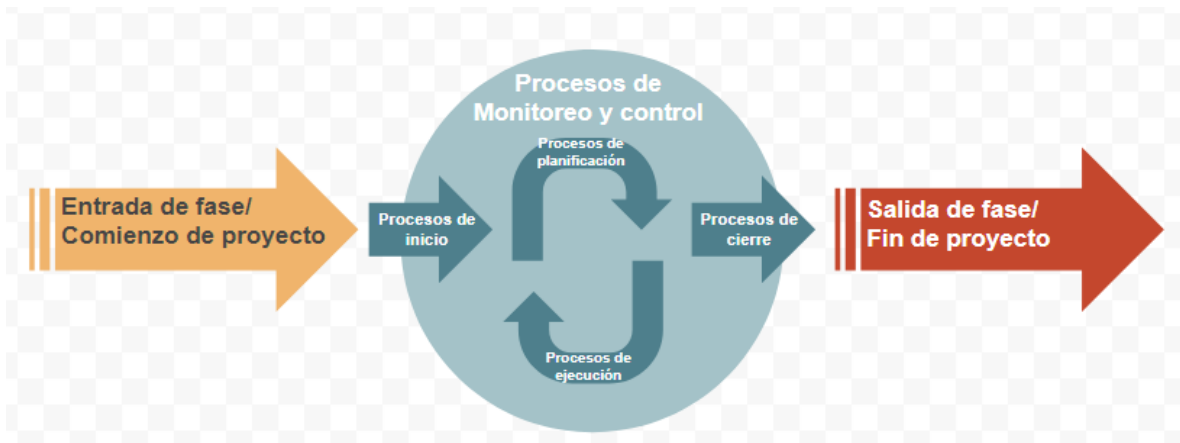 Procesos de
Monitoreo y control
Procesos de
planificación
Entrada de fase/
Comienzo de proyecto
Procesos de
inicio
Procesos de
cierre
Salida de fase/
Fin de proyecto
Procesos de
ejecución